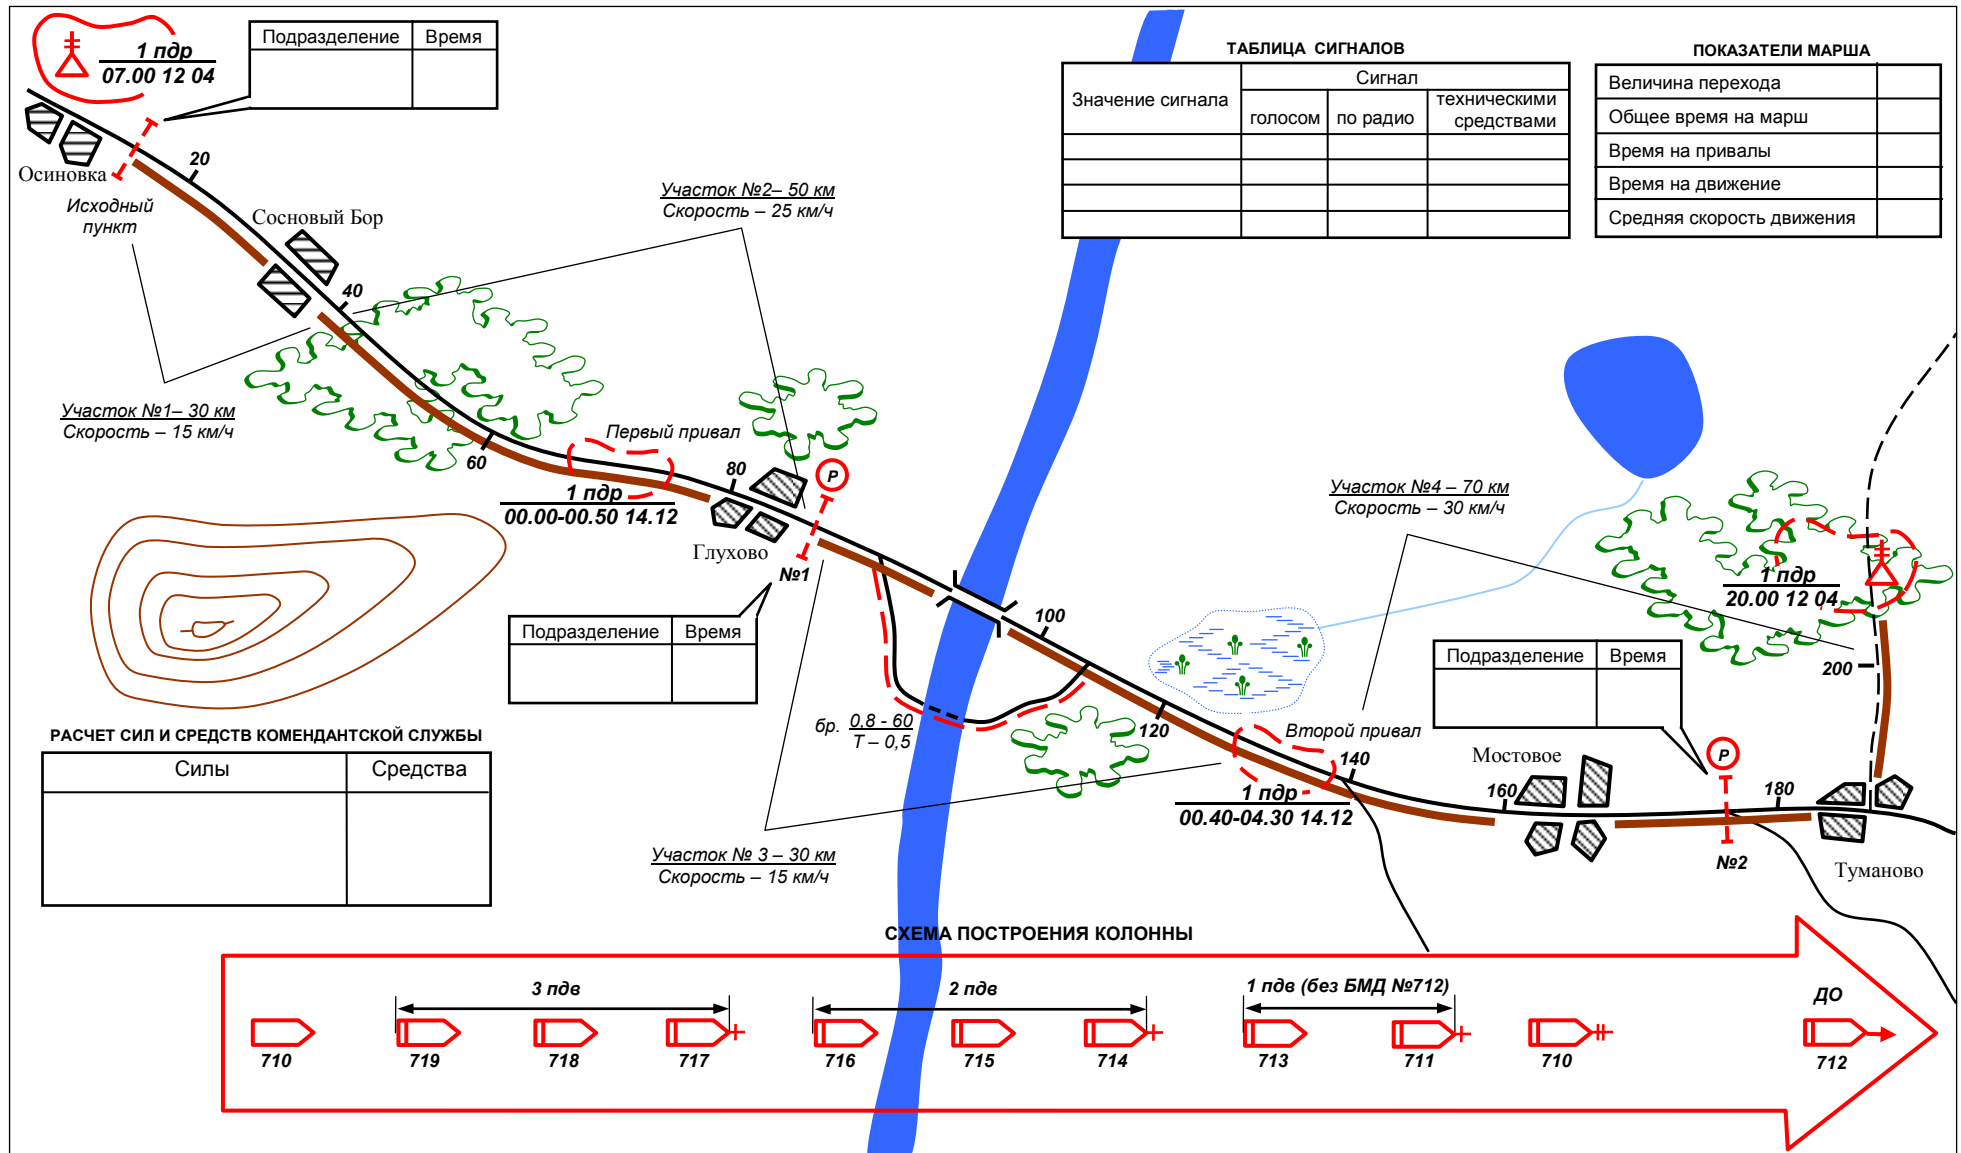 1 пдр
07.00 12 04
Подразделение Время
ТАБЛИЦА СИГНАЛОВ
Значение сигнала
Сигнал
голосом по радио техническими средствами
ПОКАЗАТЕЛИ МАРША
Величина перехода
Общее время на марш
Время на привалы
Время на движение
Средняя скорость движения
Осиновка
20
Исходный
пункт
Сосновый Бор
Участок №2– 50 км
Скорость – 25 км/ч
40
Участок №1– 30 км
Скорость – 15 км/ч
Первый привал
60
80
Р
1 пдр
00.00-00.50 14.12
Глухово
№1
Участок №4 – 70 км
Скорость – 30 км/ч
1 пдр
20.00 12 04
Подразделение Время
100
Подразделение Время
200
бр. 0,8 - 60
Т – 0,5
120
Второй привал
140
РАСЧЕТ СИЛ И СРЕДСТВ КОМЕНДАНТСКОЙ СЛУЖБЫ
Силы Средства
Мостовое
Р
160
180
1 пдр
00.40-04.30 14.12
Участок № 3 – 30 км
Скорость – 15 км/ч
№2
Туманово
СХЕМА ПОСТРОЕНИЯ КОЛОННЫ
3 пдв
2 пдв
1 пдв (без БМД №712)
ДО
710 719 718 717 716 715 714 713 711 710 712